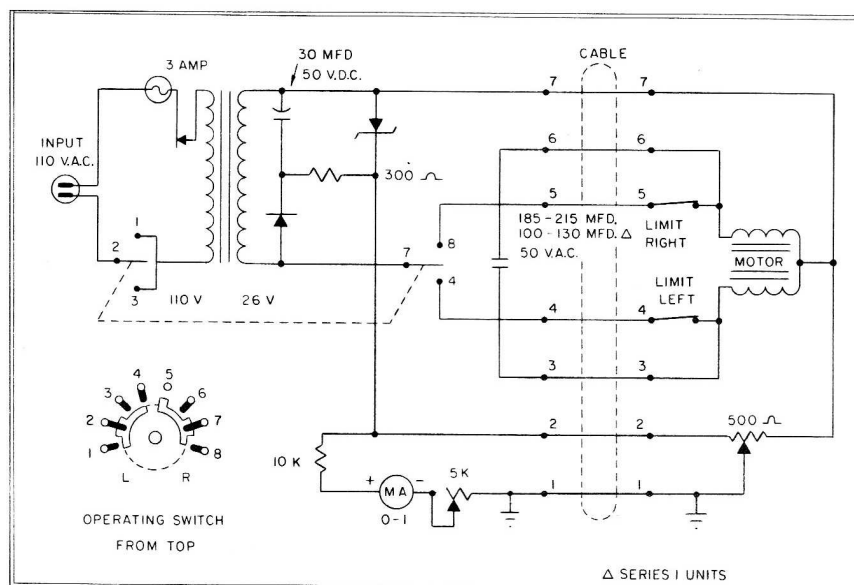 CABLE
30 MFD
50 V.D.C.
3 AMP
7
7
INPUT
110 V.A.C.
6
6
300 Ω
5
5
185-215 MFD,
100-130 MFD. △
50 V.A.C.
LIMIT
RIGHT
1
2
3
8
7
4
MOTOR
LIMIT
LEFT
110 V
26 V
4
4
3
3
5
4
6
3
2
7
1
8
L
R
2
2
500 Ω
10 K
+
-
MA
0-1
5K
1
1
OPERATING SWITCH
FROM TOP
△ SERIES I UNITS